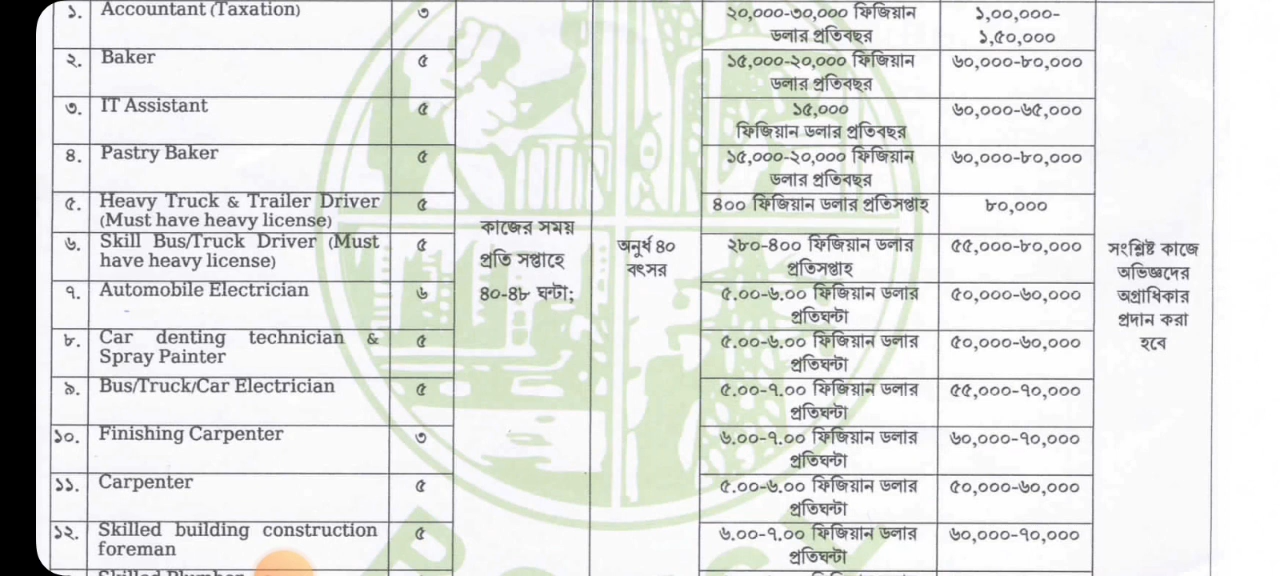 ১. Accountant (Taxation) ৩ ২০,০০০-৩০,০০০ ফিজিয়ান ১,০০,০০০-
ডলার প্রতিবছর ১,৫০,০০০
২. Baker ৫ ১৫,০০০-২০,০০০ ফিজিয়ান ৬০,০০০-৮০,০০০
ডলার প্রতিবছর
৩. IT Assistant ৫ ১৫,০০০ ৬০,০০০-৬৫,০০০
ফিজিয়ান ডলার প্রতিবছর
৪. Pastry Baker ৫ ১৫,০০০-২০,০০০ ফিজিয়ান ৬০,০০০-৮০,০০০
ডলার প্রতিবছর
৫. Heavy Truck & Trailer Driver ৫ ৪০০ ফিজিয়ান ডলার প্রতিসপ্তাহ ৮০,০০০
(Must have heavy license)
৬. Skill Bus/Truck Driver (Must ৫ ২৮০-৪০০ ফিজিয়ান ডলার ৫৫,০০০-৮০,০০০
have heavy license) প্রতিসপ্তাহ
৭. Automobile Electrician ৬ ৫.০০-৬.০০ ফিজিয়ান ডলার ৫০,০০০-৬০,০০০
প্রতিঘন্টা
৮. Car denting technician & ৫ ৫.০০-৬.০০ ফিজিয়ান ডলার ৫০,০০০-৬০,০০০
Spray Painter প্রতিঘন্টা
৯. Bus/Truck/Car Electrician ৫ ৫.০০-৭.০০ ফিজিয়ান ডলার ৫৫,০০০-৭০,০০০
প্রতিঘন্টা
১০. Finishing Carpenter ৩ ৬.০০-৭.০০ ফিজিয়ান ডলার ৬০,০০০-৭০,০০০
প্রতিঘন্টা
১১. Carpenter ৫ ৫.০০-৬.০০ ফিজিয়ান ডলার ৫০,০০০-৬০,০০০
প্রতিঘন্টা
১২. Skilled building construction ৫ ৬.০০-৭.০০ ফিজিয়ান ডলার ৬০,০০০-৭০,০০০
foreman প্রতিঘন্টা
Skilled Plumber
কাজের সময়
প্রতি সপ্তাহে
৪০-৪৮ ঘন্টা;
অনুর্ধ ৪০
বৎসর
সংশ্লিষ্ট কাজে
অভিজ্ঞদের
অগ্রাধিকার
প্রদান করা
হবে